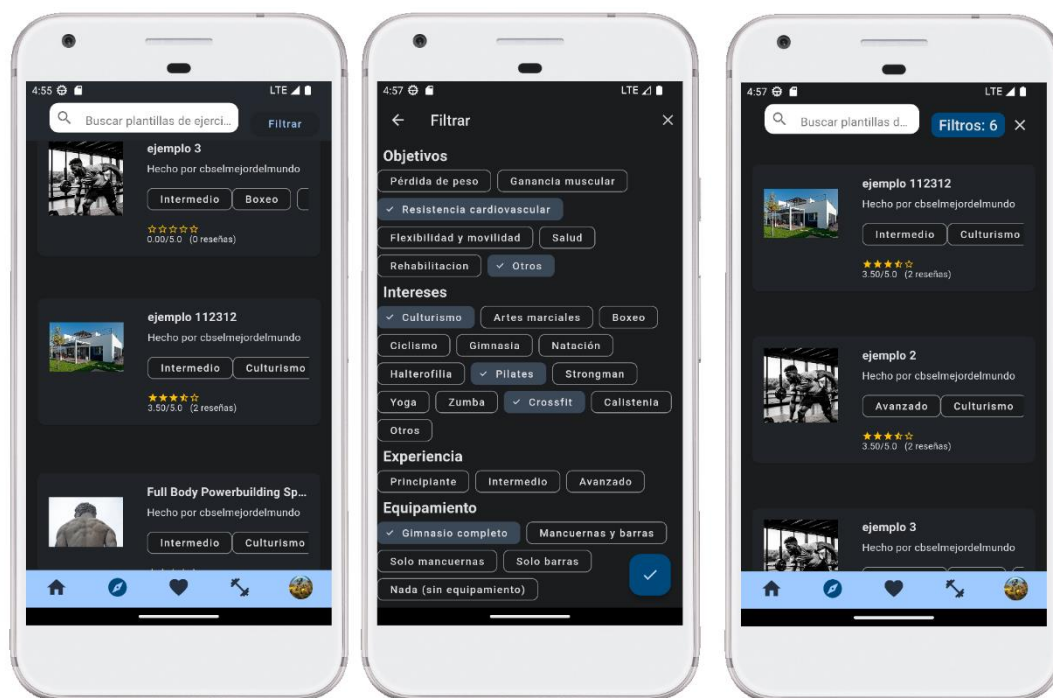 4:55
LTE
Buscar plantillas de ejerci...
Filtrar
ejemplo 3
Hecho por cbselmejordelmundo
Intermedio
Boxeo
0.00/5.0 (0 reseñas)
ejemplo 112312
Hecho por cbselmejordelmundo
Intermedio
Culturismo
3.50/5.0 (2 reseñas)
Full Body Powerbuilding Sp...
Hecho por cbselmejordelmundo
Intermedio
Culturismo
4:57
LTE
Filtrar
Objetivos
Pérdida de peso
Ganancia muscular
Resistencia cardiovascular
Flexibilidad y movilidad
Salud
Rehabilitacion
Otros
Intereses
Culturismo
Artes marciales
Boxeo
Ciclismo
Gimnasia
Natación
Halterofilia
Pilates
Strongman
Yoga
Zumba
Crossfit
Calistenia
Otros
Experiencia
Principiante
Intermedio
Avanzado
Equipamiento
Gimnasio completo
Mancuernas y barras
Solo mancuernas
Solo barras
Nada (sin equipamiento)
4:57
LTE
Buscar plantillas d...
Filtros: 6
ejemplo 112312
Hecho por cbselmejordelmundo
Intermedio
Culturismo
3.50/5.0 (2 reseñas)
ejemplo 2
Hecho por cbselmejordelmundo
Avanzado
Culturismo
3.50/5.0 (2 reseñas)
ejemplo 3
Hecho por cbselmejordelmundo